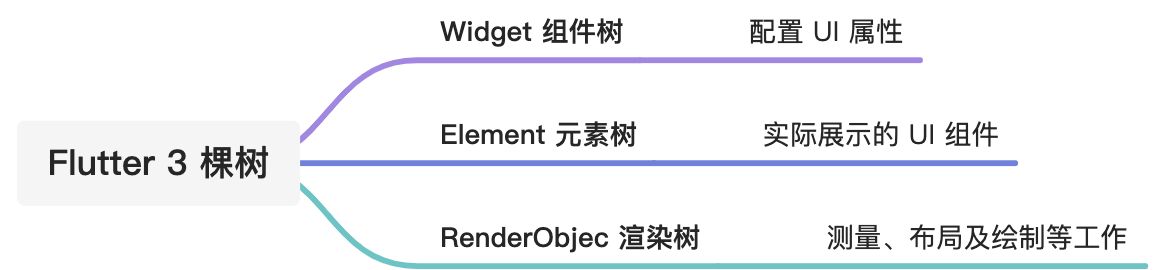 Flutter 3 棵树
Widget 组件树 配置 UI 属性
Element 元素树 实际展示的 UI 组件
RenderObjec 渲染树 测量、布局及绘制等工作